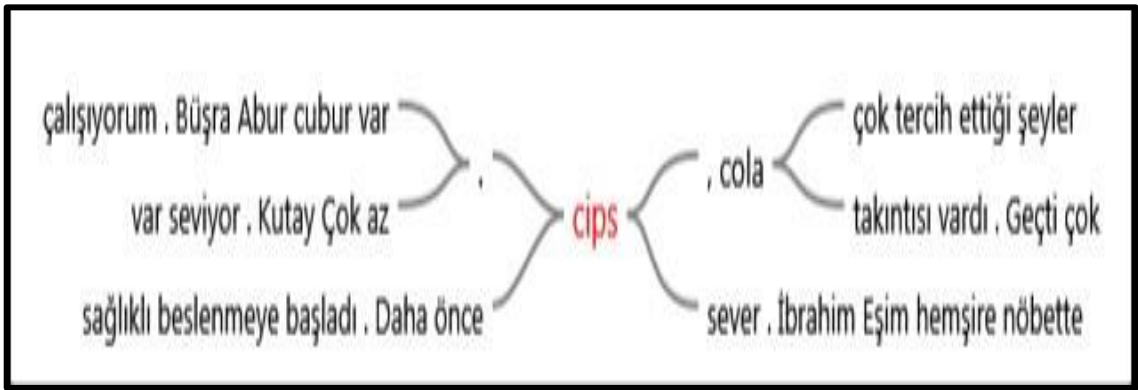 çalışıyorum . Büşra Abur cubur var
var seviyor . Kutay Çok az
.
sağlıklı beslenmeye başladı . Daha önce
cips
, cola
çok tercih ettiği şeyler
takıntısı vardı . Geçti çok
sever . İbrahim Eşim hemşire nöbette